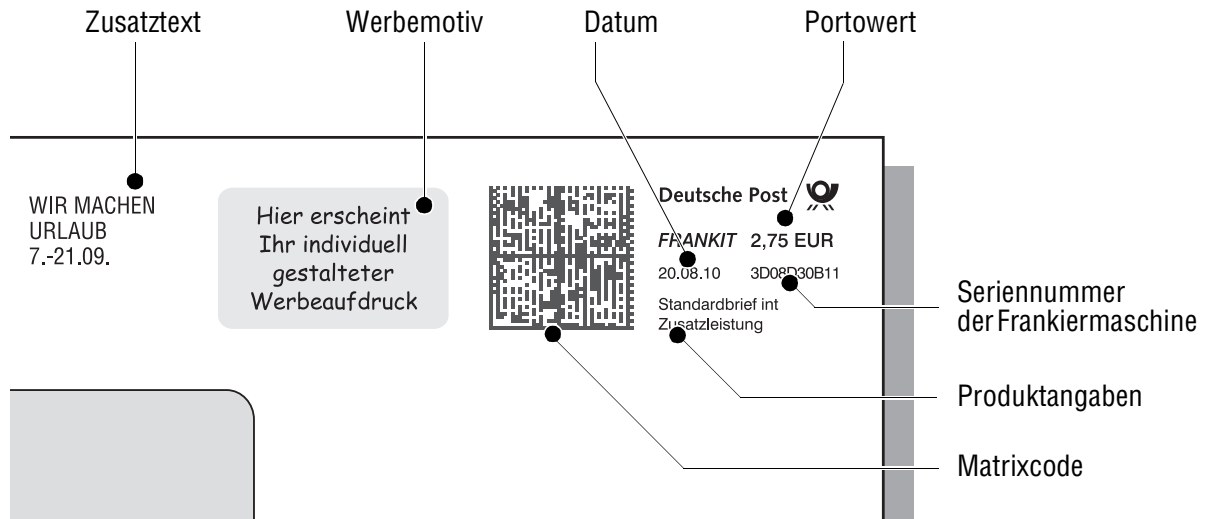 Zusatztext
Werbemotiv
Datum
Portowert
WIR MACHEN
URLAUB
7.-21.09.
Hier erscheint
Ihr individuell
gestalteter
Werbeaufdruck
Deutsche Post
FRANKIT 2,75 EUR
20.08.10 3D08D30B11
Standardbrief int
Zusatzleistung
Seriennummer
der Frankiermaschine
Produktangaben
Matrixcode